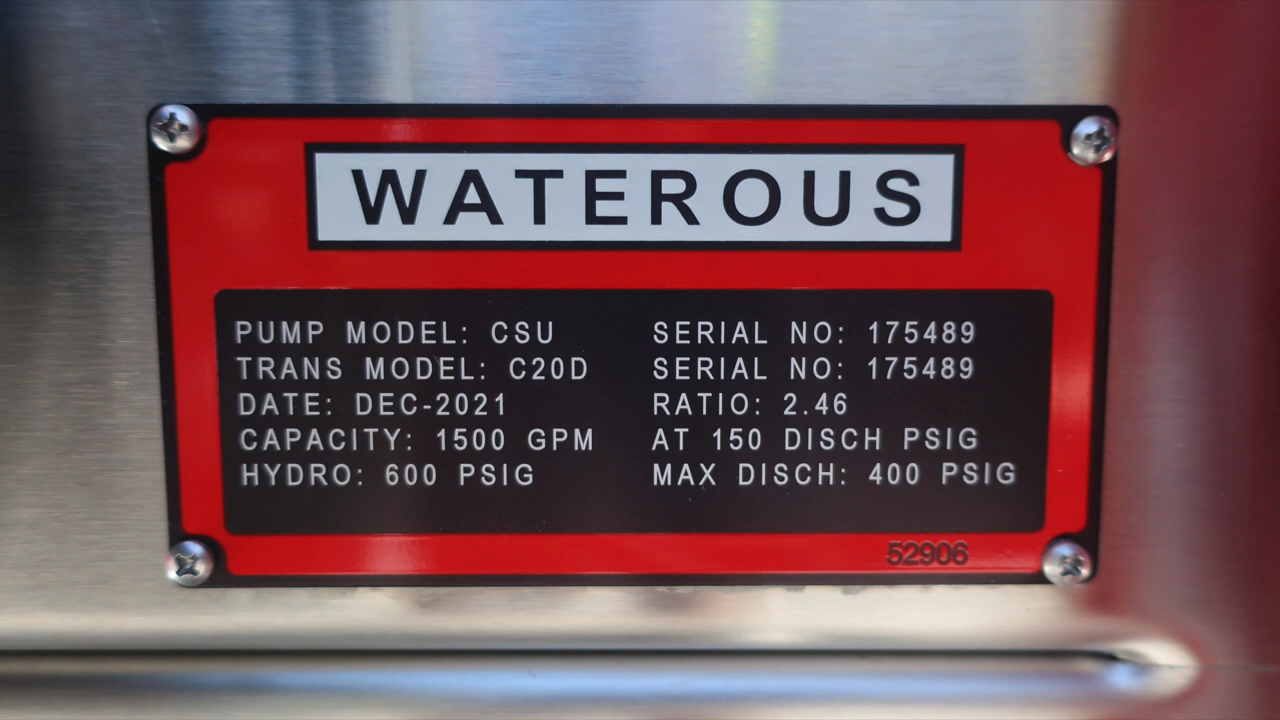 WATEROUS
PUMP MODEL: CSU SERIAL NO: 175489
TRANS MODEL: C20D SERIAL NO: 175489
DATE: DEC-2021 RATIO: 2.46
CAPACITY: 1500 GPM AT 150 DISCH PSIG
HYDRO: 600 PSIG MAX DISCH: 400 PSIG
52906